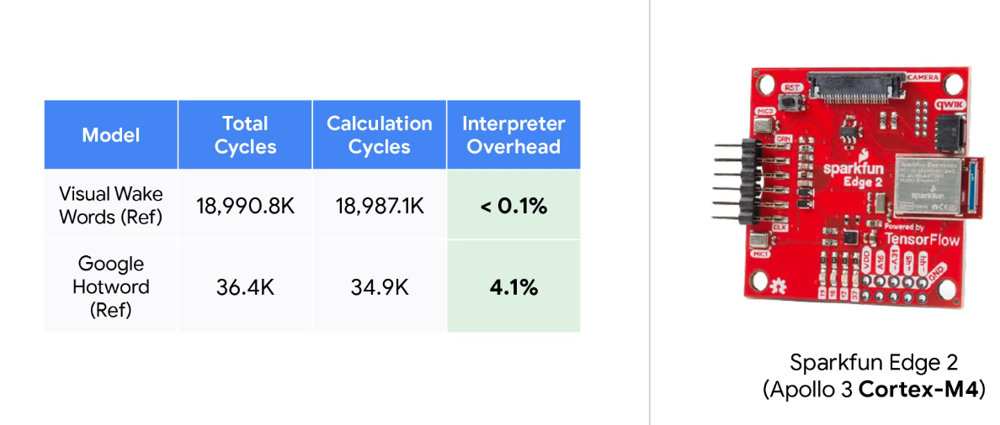 Model
Total
Cycles
Calculation
Cycles
Interpreter
Overhead
Visual Wake
Words (Ref)
18,990.8K
18,987.1K
< 0.1%
Google
Hotword
(Ref)
36.4K
34.9K
4.1%
RST
CAMERA
MIC0
qwiic
GRN
sparkfun
Edge 2
sparkfun
BLK
MIC1
Powered by
TensorFlow
VDD
A16
GND
Sparkfun Edge 2
(Apollo 3 Cortex-M4)